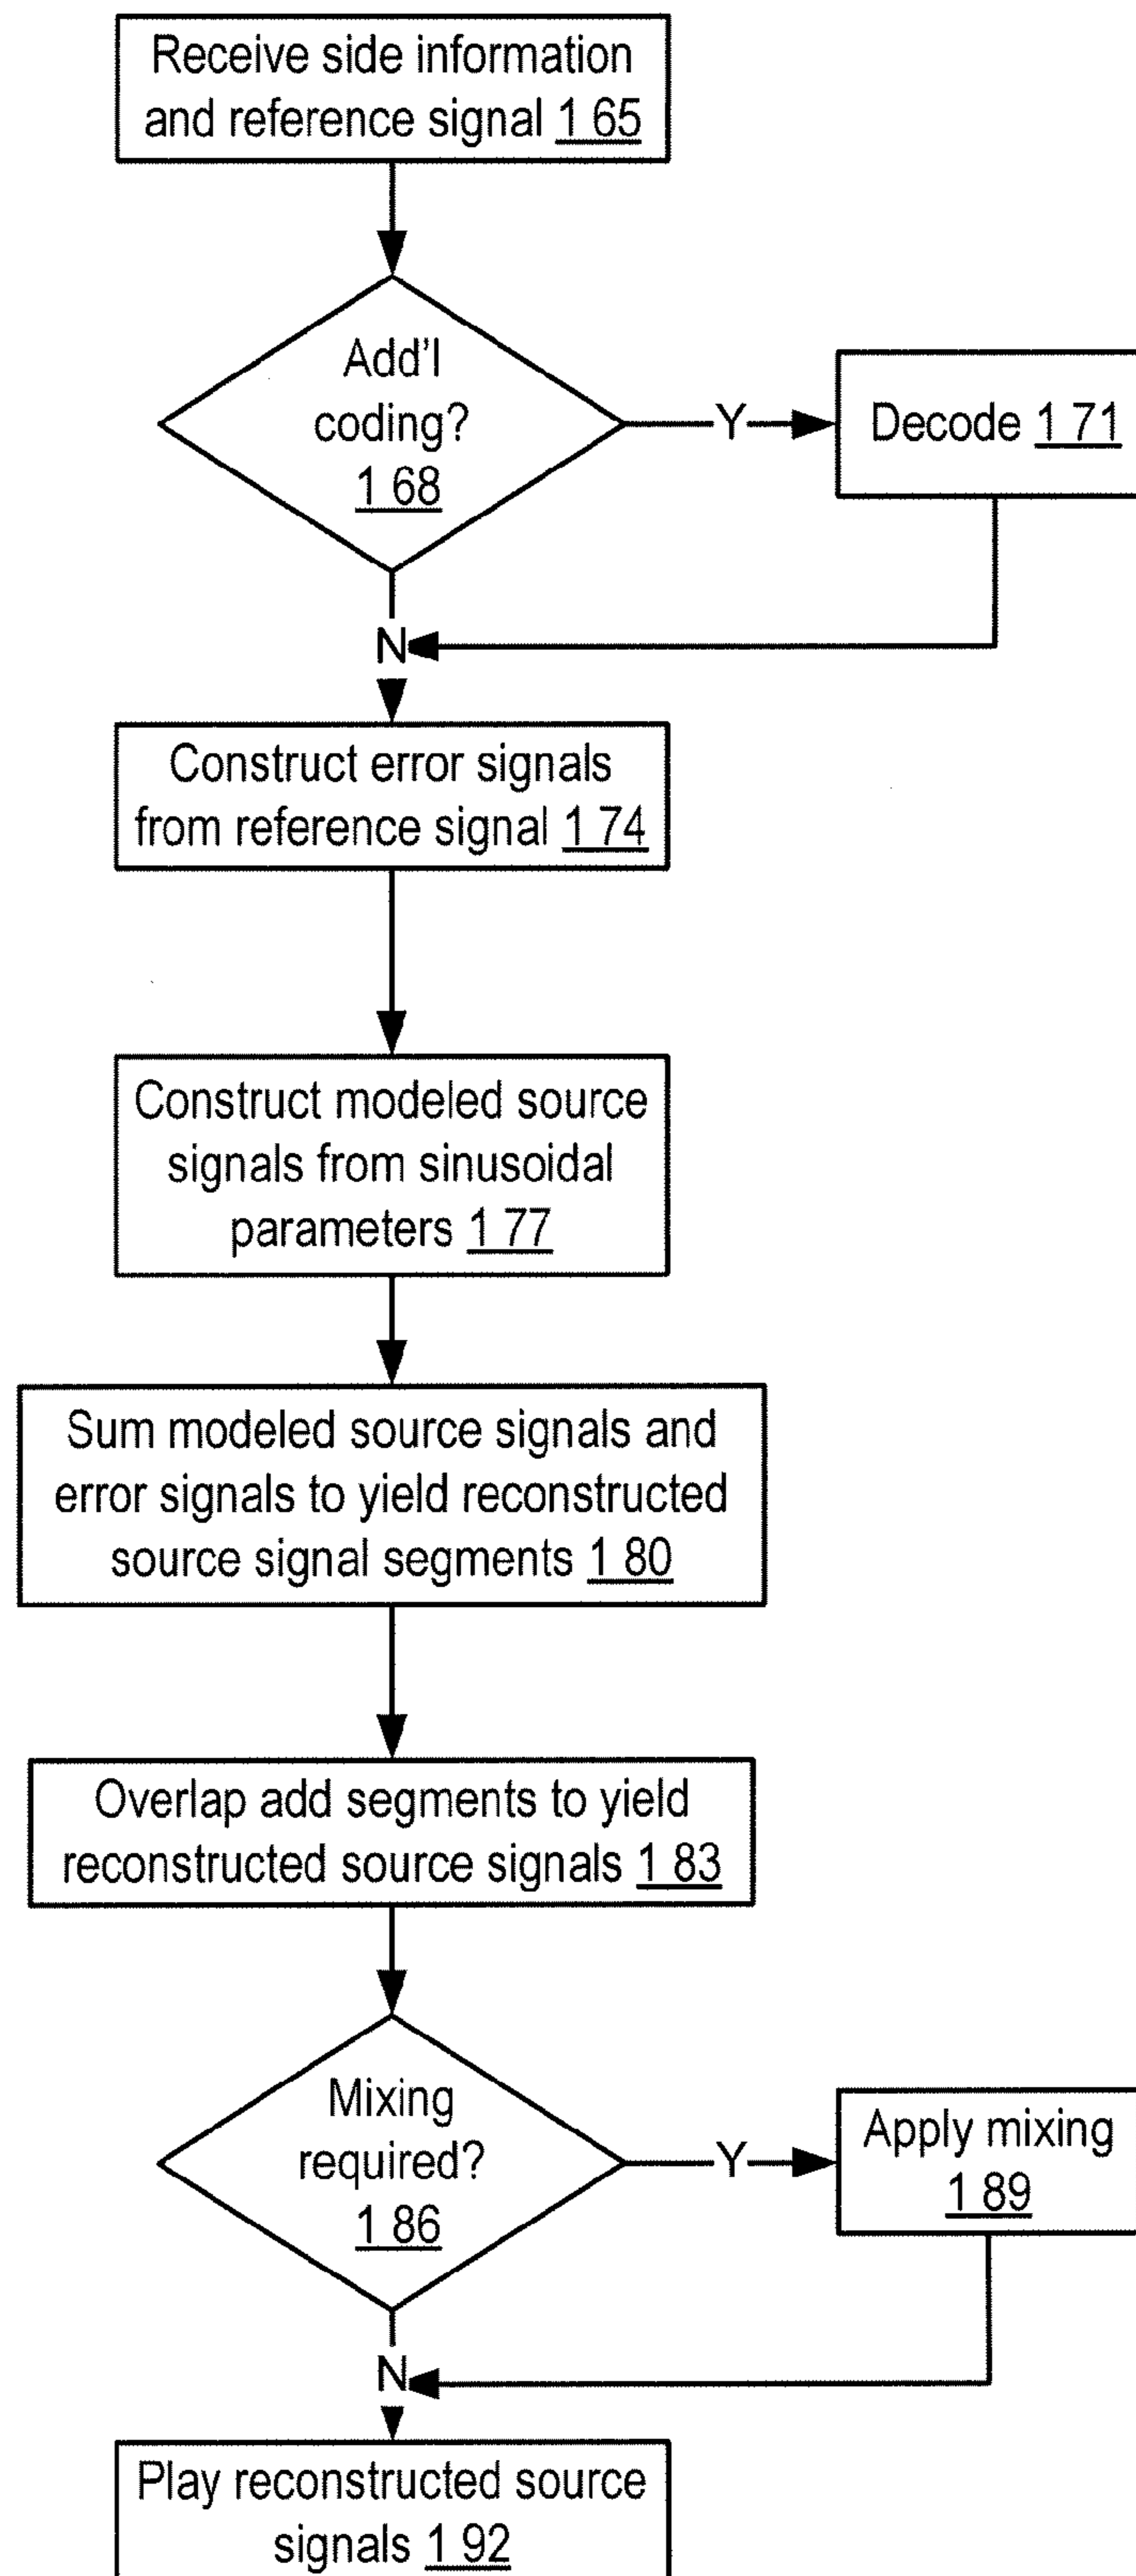 Receive side information
and reference signal 1 65
Add'l
coding?
1 68
Y
Decode 1 71
N
Construct error signals
from reference signal 1 74
Construct modeled source
signals from sinusoidal
parameters 1 77
Sum modeled source signals and
error signals to yield reconstructed
source signal segments 1 80
Overlap add segments to yield
reconstructed source signals 1 83
Mixing
required?
1 86
Y
Apply mixing
1 89
N
Play reconstructed source
signals 1 92